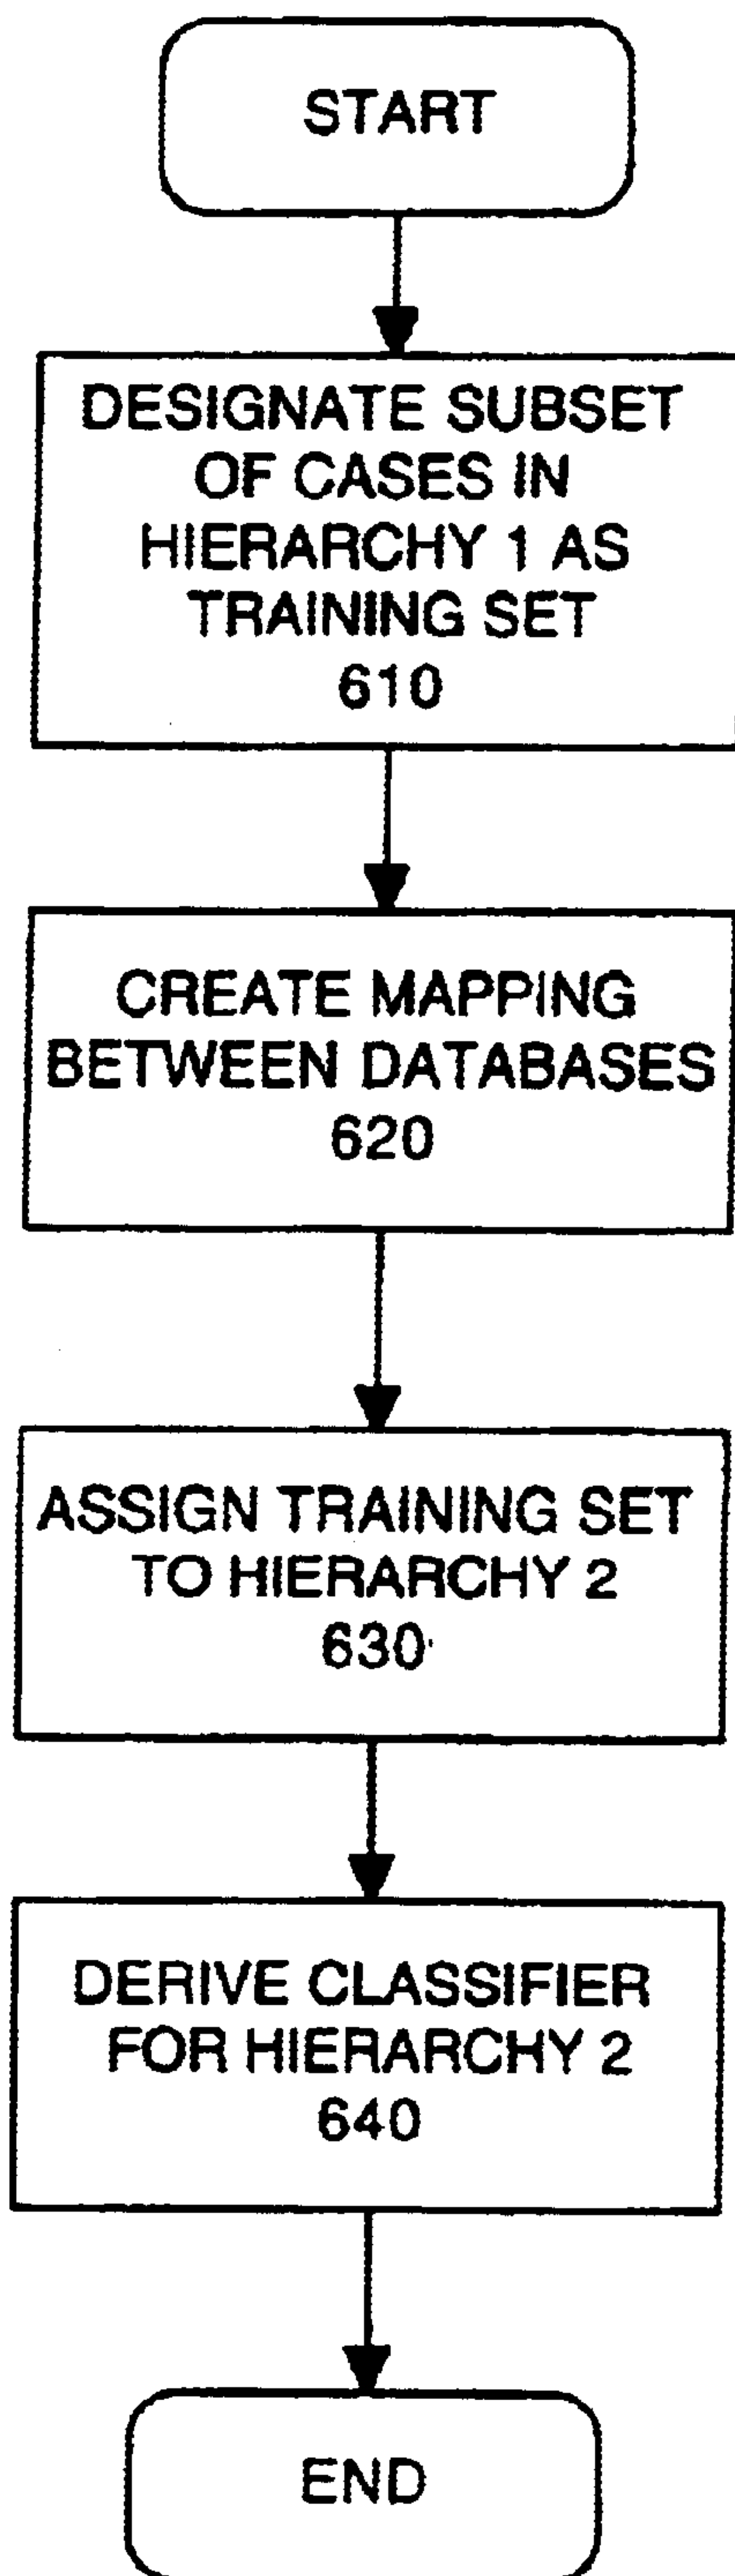 START
DESIGNATE SUBSET
OF CASES IN
HIERARCHY 1 AS
TRAINING SET
610
CREATE MAPPING
BETWEEN DATABASES
620
ASSIGN TRAINING SET
TO HIERARCHY 2
630
DERIVE CLASSIFIER
FOR HIERARCHY 2
640
END